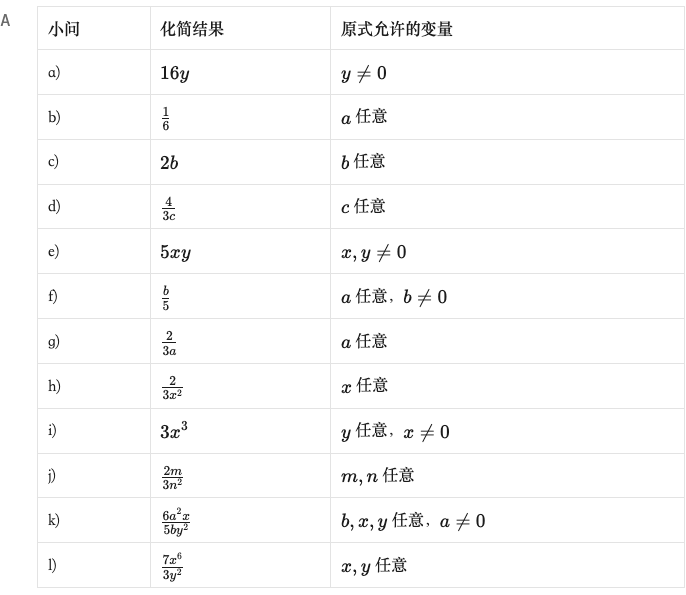 A
小问 化简结果 原式允许的变量
a) 16y y ≠ 0
b) 1/6 a 任意
c) 2b b 任意
d) 4/3c c 任意
e) 5xy x, y ≠ 0
f) b/5 a 任意，b ≠ 0
g) 2/3a a 任意
h) 2/3x² x 任意
i) 3x³ y 任意，x ≠ 0
j) 2m/3n² m, n 任意
k) 6a²x/5by² b, x, y 任意，a ≠ 0
l) 7x⁶/3y² x, y 任意